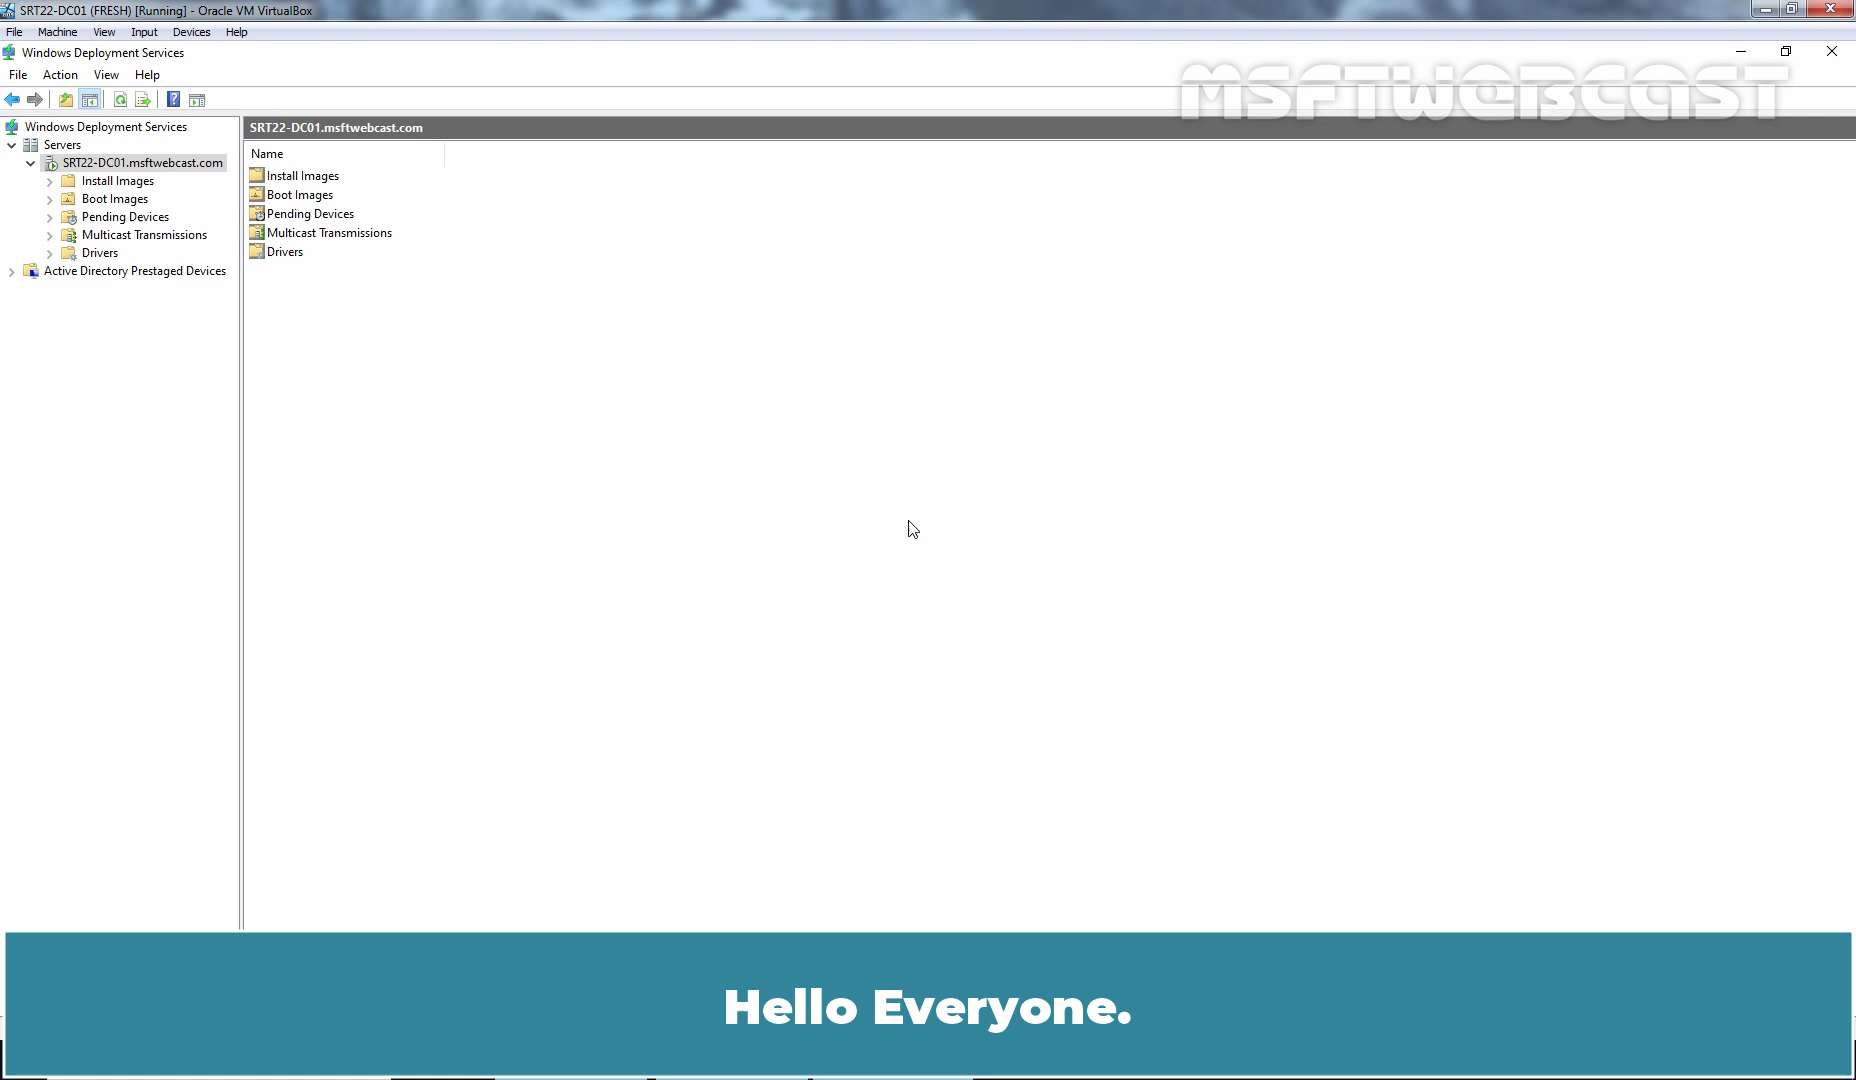 SRT22-DC01 (FRESH) [Running] - Oracle VM VirtualBox
File Machine View Input Devices Help
Windows Deployment Services
File Action View Help
MSFTWEBCAST
Windows Deployment Services
Servers
SRT22-DC01.msftwebcast.com
Install Images
Boot Images
Pending Devices
Multicast Transmissions
Drivers
Active Directory Prestaged Devices
SRT22-DC01.msftwebcast.com
Name
Install Images
Boot Images
Pending Devices
Multicast Transmissions
Drivers
Hello Everyone.